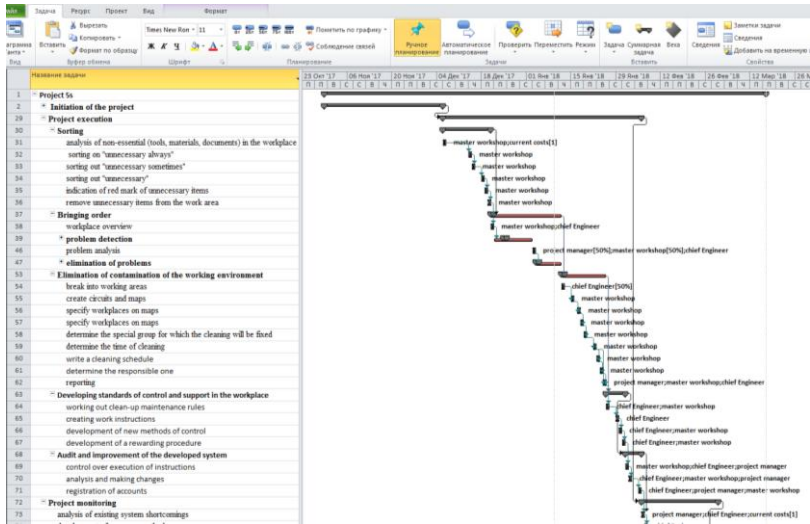 Задача Ресурс Проект Вид Формат
Вырезать
Копировать
Формат по образцу
Вставить
Буфер обмена
Times New Ron 11
Ж К Ч
Шрифт
Пометить по графику
Соблюдение связей
Планирование
Ручное планирование
Автоматическое планирование
Проверить Переместить Режим
Задачи
Задача Суммарная задача Веха
Вставить
Сведения
Заметки задачи
Сведения
Добавить на временную
Свойства
Название задачи
23 Окт '17 06 Ноя '17 20 Ноя '17 04 Дек '17 18 Дек '17 01 Янв '18 15 Янв '18 29 Янв '18 12 Фев '18 26 Фев '18 12 Мар '18
1 Project 5s
2 Initiation of the project
29 Project execution
30 Sorting
31 analysis of non-essential (tools, materials, documents) in the workplace master workshop;current costs[1]
32 sorting on "unnecessary always" master workshop
33 sorting out "unnecessary sometimes" master workshop
34 sorting out "unnecessary" master workshop
35 indication of red mark of unnecessary items master workshop
36 remove unnecessary items from the work area master workshop
37 Bringing order
38 workplace overview master workshop;chief Engineer
39 problem detection
46 problem analysis project manager[50%];master workshop[50%];chief Engineer
47 elimination of problems
53 Elimination of contamination of the working environment
54 break into working areas chief Engineer[50%]
55 create circuits and maps master workshop
56 specify workplaces on maps master workshop
57 specify workplaces on maps master workshop
58 determine the special group for which the cleaning will be fixed master workshop
59 determine the time of cleaning master workshop
60 write a cleaning schedule master workshop
61 determine the responsible one master workshop
62 reporting project manager;master workshop;chief Engineer
63 Developing standards of control and support in the workplace
64 working out clean-up maintenance rules chief Engineer;master workshop
65 creating work instructions chief Engineer
66 development of new methods of control chief Engineer;master workshop
67 development of a rewarding procedure chief Engineer;master workshop
68 Audit and improvement of the developed system
69 control over execution of instructions master workshop;chief Engineer;project manager
70 analysis and making changes chief Engineer;master workshop;project manager
71 registration of accounts chief Engineer;project manager;master workshop
72 Project monitoring
73 analysis of existing system shortcomings project manager;chief Engineer;current costs[1]